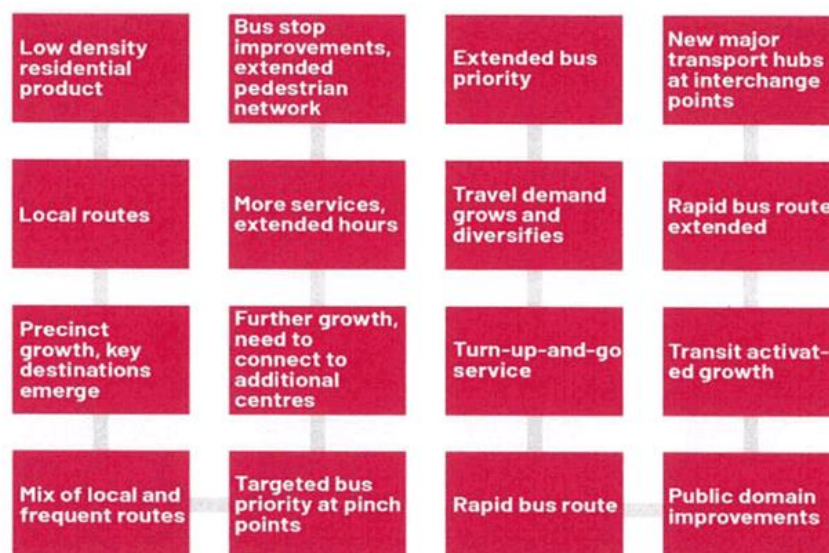 Low density
residential
product
Local routes
Precinct
growth, key
destinations
emerge
Mix of local and
frequent routes
Bus stop
improvements,
extended
pedestrian
network
More services,
extended hours
Further growth,
need to
connect to
additional
centres
Targeted bus
priority at pinch
points
Extended bus
priority
Travel demand
grows and
diversifies
Turn-up-and-go
service
Rapid bus route
New major
transport hubs
at interchange
points
Rapid bus route
extended
Transit activat-
ed growth
Public domain
improvements